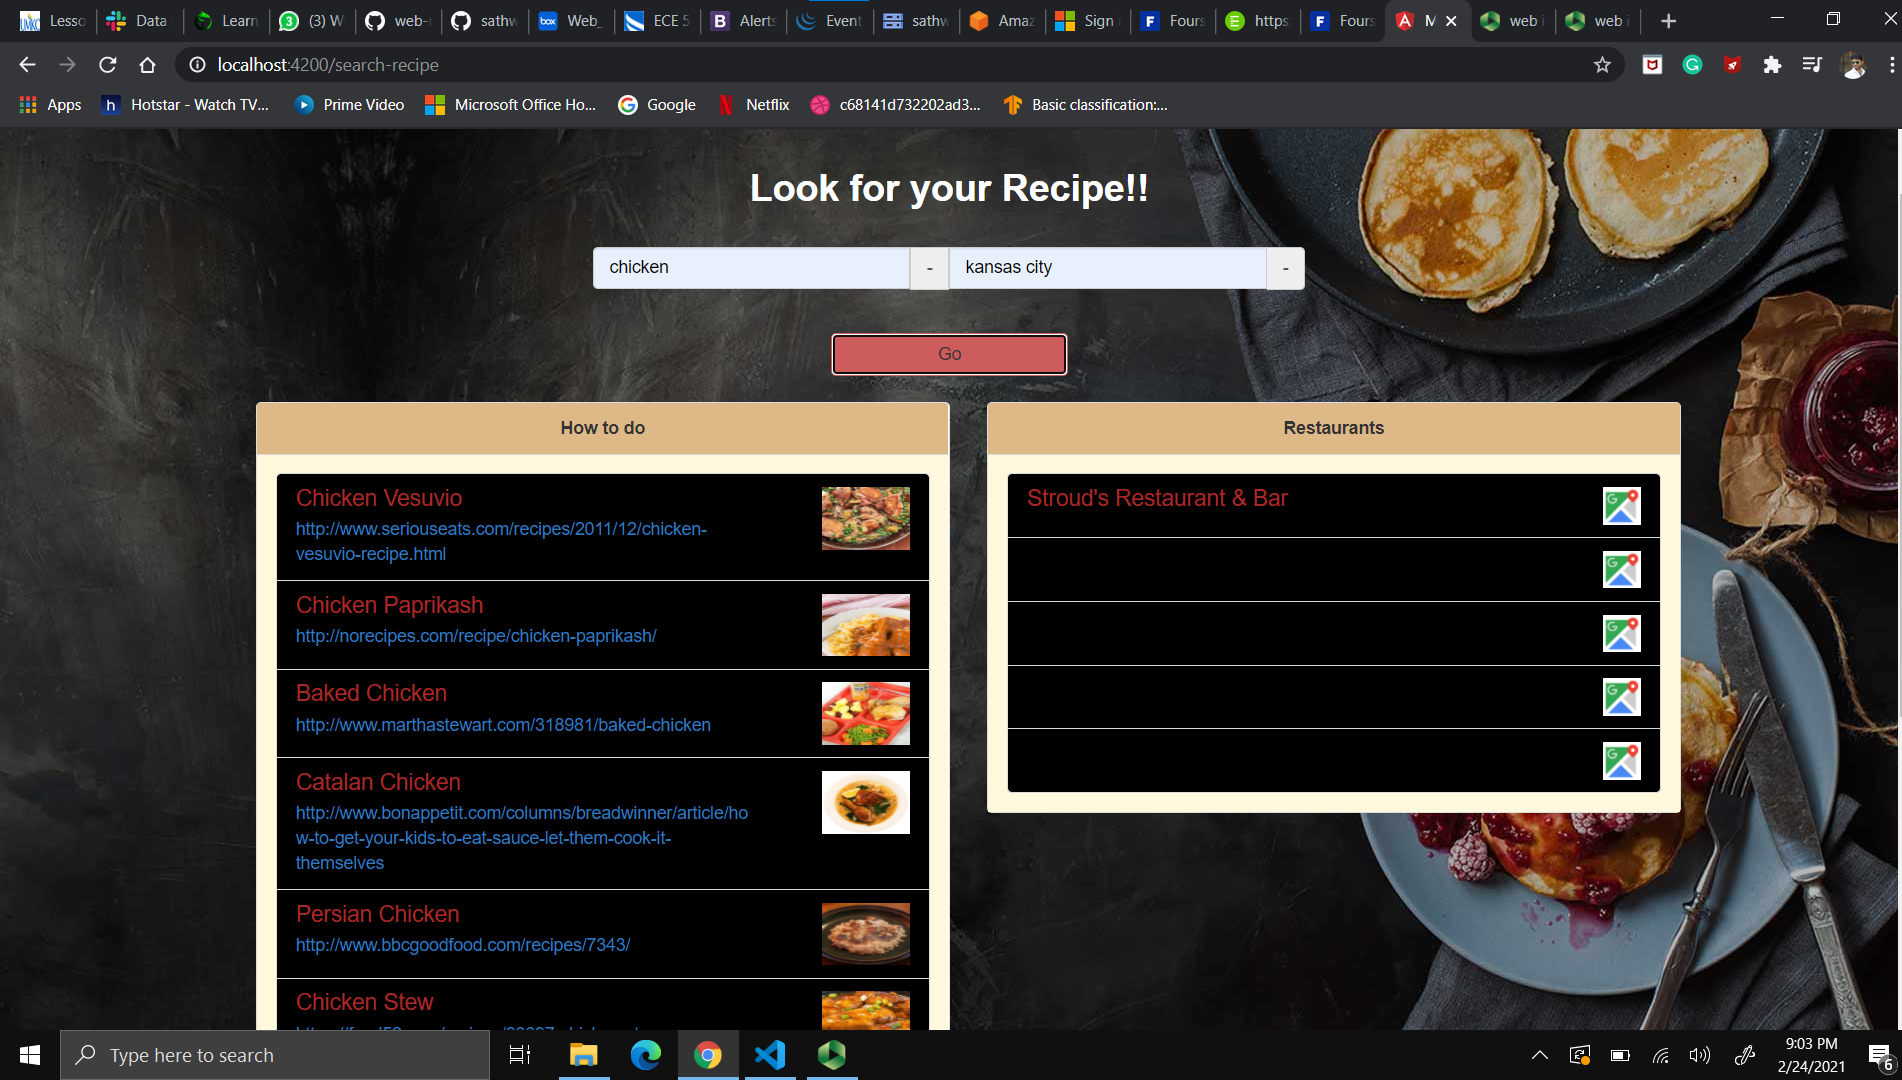 Lesso
Data
Learn
3
(3) W
web-
sathw
box
Web_
ECE 5
B
Alerts
Event
sathw
Amaz
Sign
F
Fours
E
https
F
Fours
A
M
web i
web i
localhost:4200/search-recipe
G
Apps
h
Hotstar - Watch TV...
Prime Video
Microsoft Office Ho...
Google
Netflix
c68141d732202ad3...
Basic classification:...
Look for your Recipe!!
chicken
-
kansas city
-
Go
How to do
Chicken Vesuvio
http://www.seriouseats.com/recipes/2011/12/chicken-
vesuvio-recipe.html
Chicken Paprikash
http://norecipes.com/recipe/chicken-paprikash/
Baked Chicken
http://www.marthastewart.com/318981/baked-chicken
Catalan Chicken
http://www.bonappetit.com/columns/breadwinner/article/ho
w-to-get-your-kids-to-eat-sauce-let-them-cook-it-
themselves
Persian Chicken
http://www.bbcgoodfood.com/recipes/7343/
Chicken Stew
Restaurants
Stroud's Restaurant & Bar
G
G
G
G
G
Type here to search
9:03 PM
2/24/2021
6